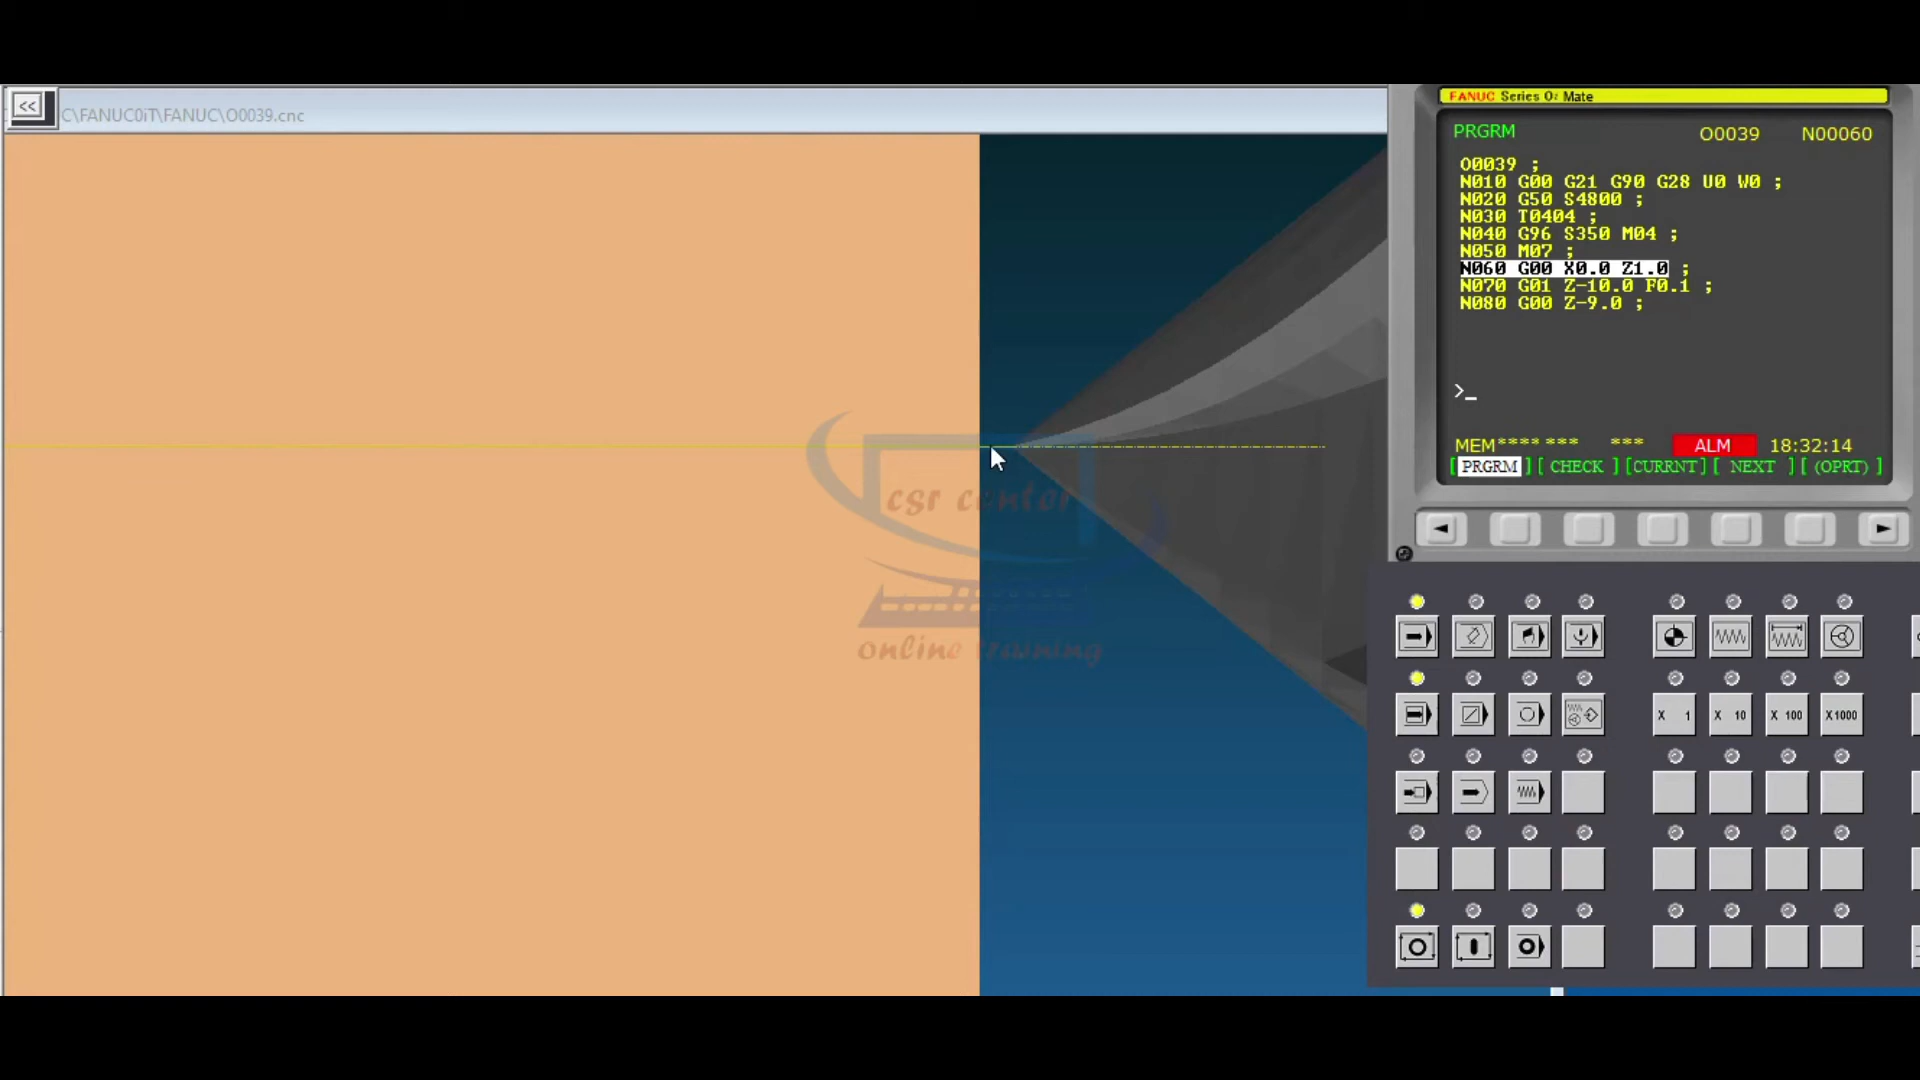 <<
C\FANUC0iT\FANUC\O0039.cnc
FANUC Series 0i Mate
PRGRM O0039 N00060
O0039 ;
N010 G00 G21 G90 G28 U0 W0 ;
N020 G50 S4800 ;
N030 T0404 ;
N040 G96 S350 M04 ;
N050 M07 ;
N060 G00 X0.0 Z1.0 ;
N070 G01 Z-10.0 F0.1 ;
N080 G00 Z-9.0 ;
>_
MEM **** *** *** ALM 18:32:14
[ PRGRM ] [ CHECK ] [CURRNT] [ NEXT ] [ (OPRT) ]
csr center
online training
X 1 X 10 X 100 X1000